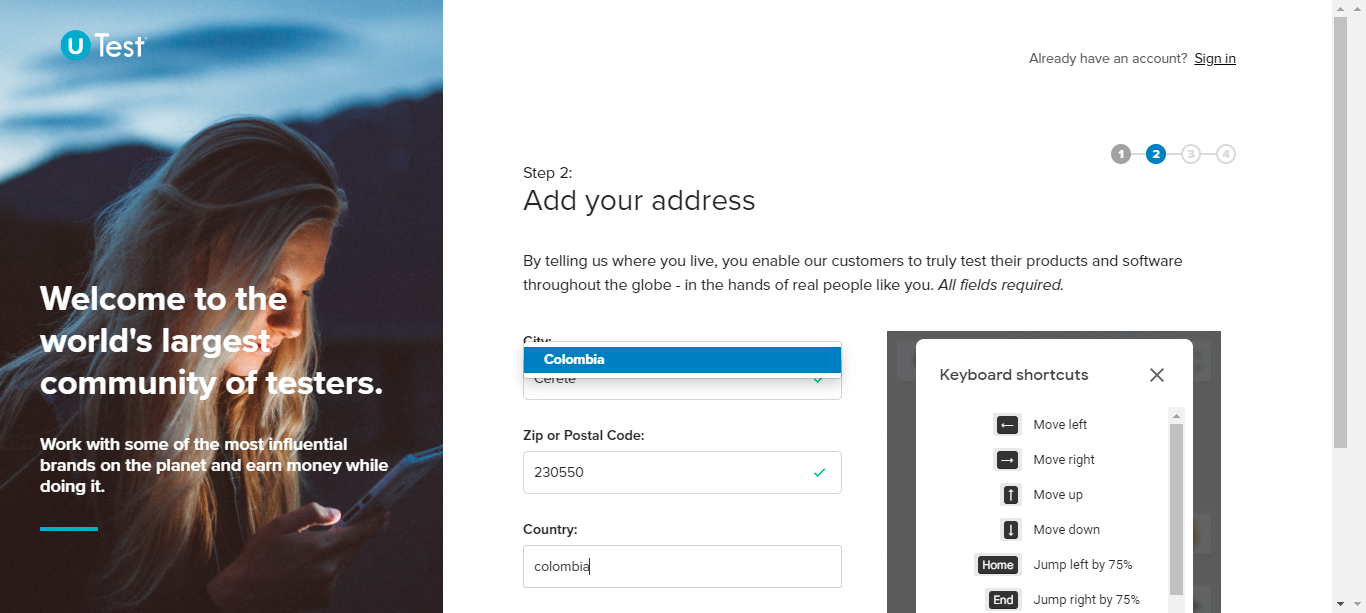 U Test
Already have an account? Sign in
1 2 3 4
Step 2:
Add your address
By telling us where you live, you enable our customers to truly test their products and software
throughout the globe - in the hands of real people like you. All fields required.
Welcome to the
world's largest
community of testers.
Work with some of the most influential
brands on the planet and earn money while
doing it.
City:
Colombia
Cereté
Zip or Postal Code:
230550
Country:
colombia
Keyboard shortcuts
← Move left
→ Move right
↑ Move up
↓ Move down
Home Jump left by 75%
End Jump right by 75%